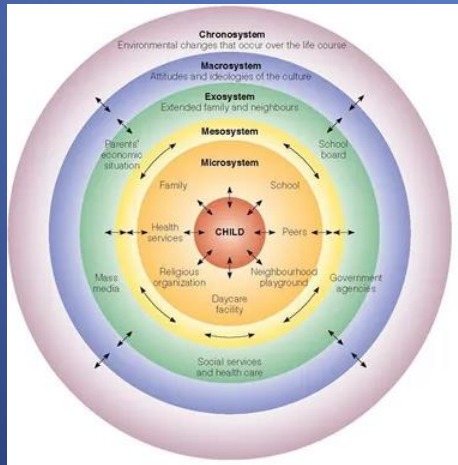 Chronosystem
Environmental changes that occur over the life course
Macrosystem
Attitudes and ideologies of the culture
Exosystem
Extended family and neighbours
Mesosystem
Parents'
economic
situation
School
board
Microsystem
Family
School
Health
services
CHILD
Peers
Religious
organization
Neighbourhood
playground
Mass
media
Government
agencies
Daycare
facility
Social services
and health care